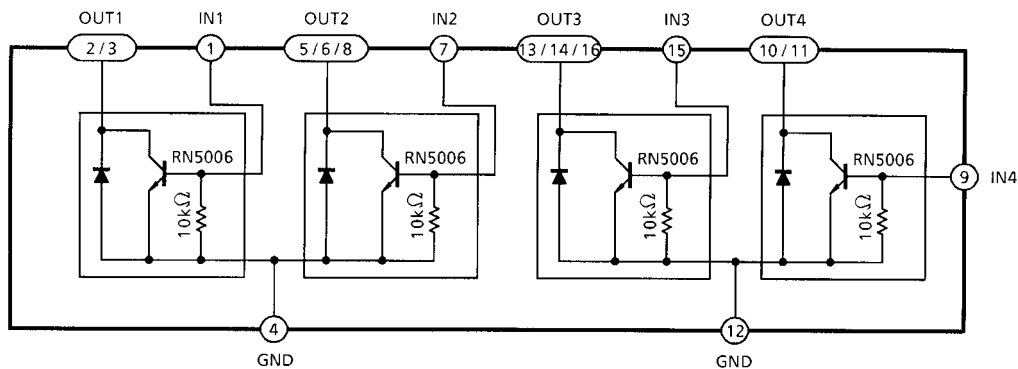 OUT1 IN1 OUT2 IN2 OUT3 IN3 OUT4
2/3 1 5/6/8 7 13/14/16 15 10/11
RN5006 RN5006 RN5006 RN5006
9 IN4
10kΩ 10kΩ 10kΩ 10kΩ
4 12
GND GND